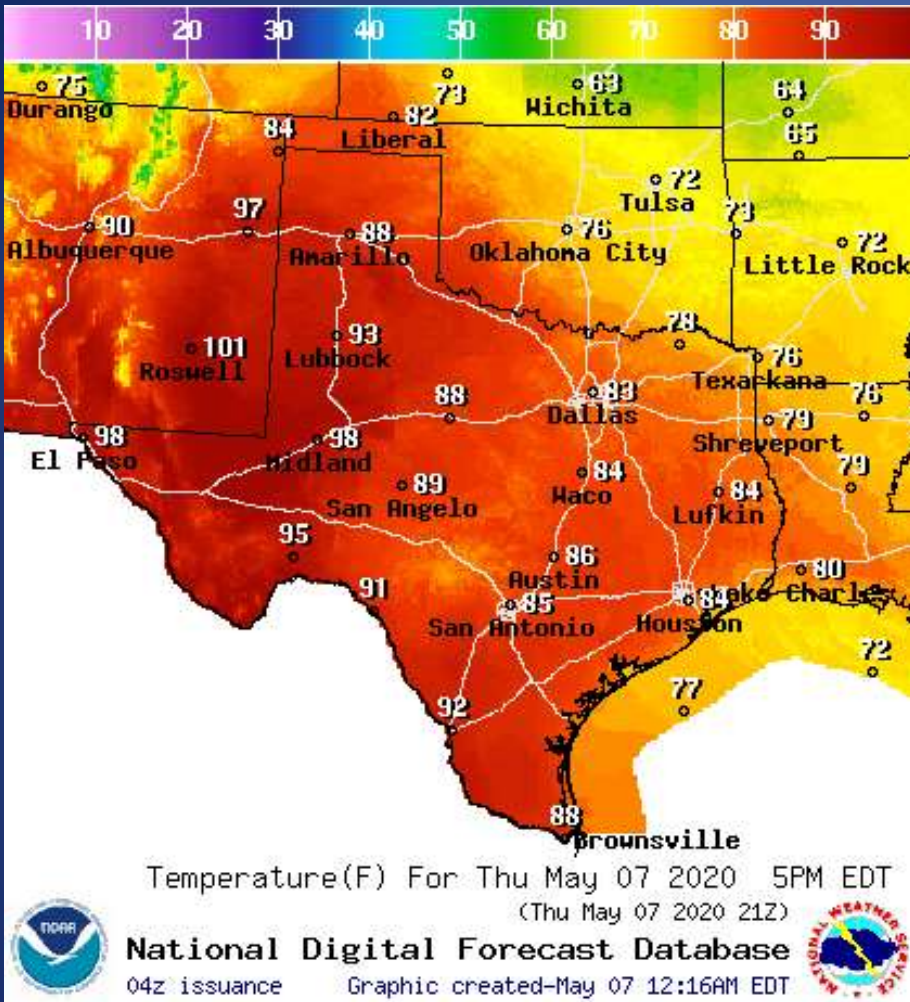 10 20 30 40 50 60 70 80 90
75 73 63 64
Durango Wichita
82
Liberal
84 65
72
Tulsa
90 97 88 76 73 72
Albuquerque Amarillo Oklahoma City Little Rock
101 93 78
Roswell Lubbock
76
Texarkana
88 83 79 76
Dallas Shreveport
98 98
El Paso Midland
84
Waco
89 84 79
San Angelo Lufkin
95 86 80
Austin Lake Charles
91 85 84
San Antonio Houston
72
77
92
88
Brownsville
Temperature(F) For Thu May 07 2020 5PM EDT
(Thu May 07 2020 21Z)
NOAA
National Digital Forecast Database
NATIONAL WEATHER SERVICE
04z issuance Graphic created-May 07 12:16AM EDT